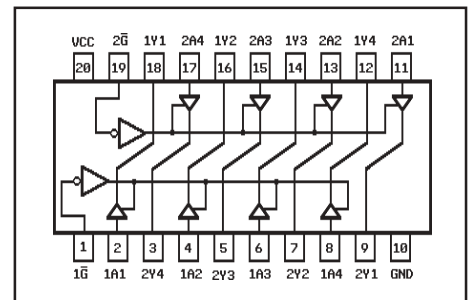 VCC 2G̅ 1Y1 2A4 1Y2 2A3 1Y3 2A2 1Y4 2A1
20 19 18 17 16 15 14 13 12 11
1 2 3 4 5 6 7 8 9 10
1G̅ 1A1 2Y4 1A2 2Y3 1A3 2Y2 1A4 2Y1 GND